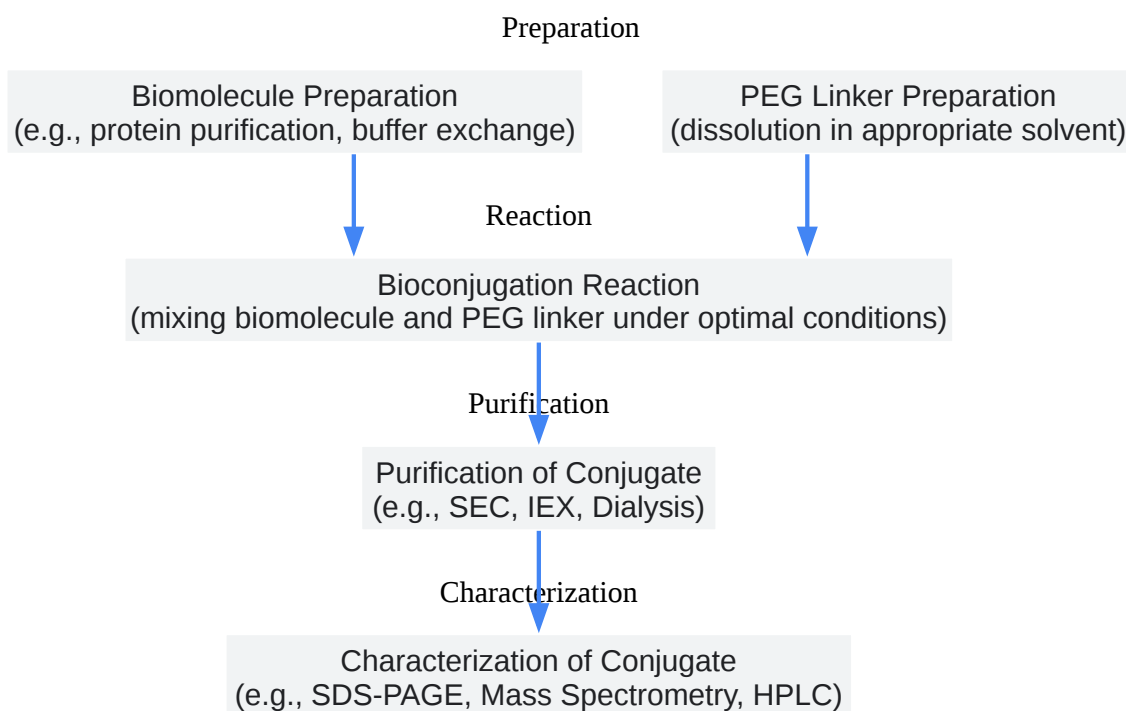 Preparation
Biomolecule Preparation
(e.g., protein purification, buffer exchange)
PEG Linker Preparation
(dissolution in appropriate solvent)
Reaction
Bioconjugation Reaction
(mixing biomolecule and PEG linker under optimal conditions)
Purification
Purification of Conjugate
(e.g., SEC, IEX, Dialysis)
Characterization
Characterization of Conjugate
(e.g., SDS-PAGE, Mass Spectrometry, HPLC)